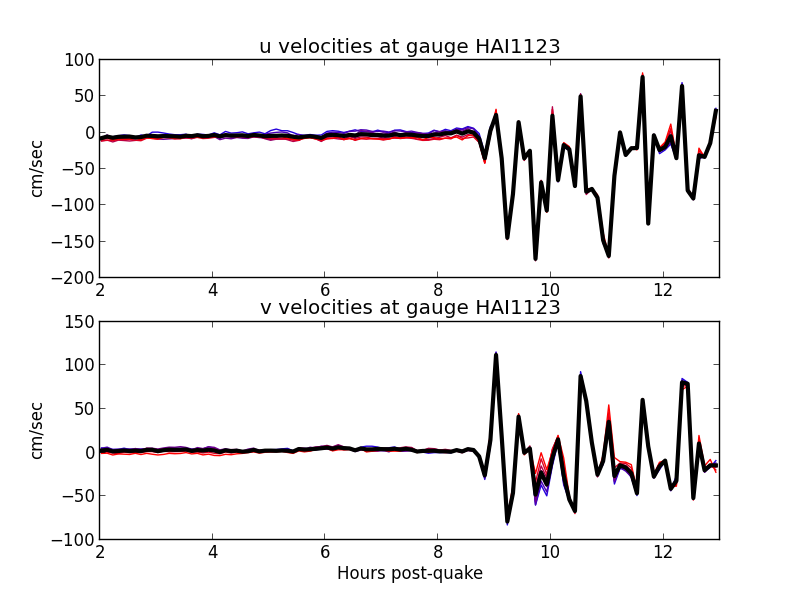 u velocities at gauge HAI1123
100
50
0
−50
−100
−150
−200
cm/sec
2 4 6 8 10 12
v velocities at gauge HAI1123
150
100
50
0
−50
−100
cm/sec
2 4 6 8 10 12
Hours post-quake